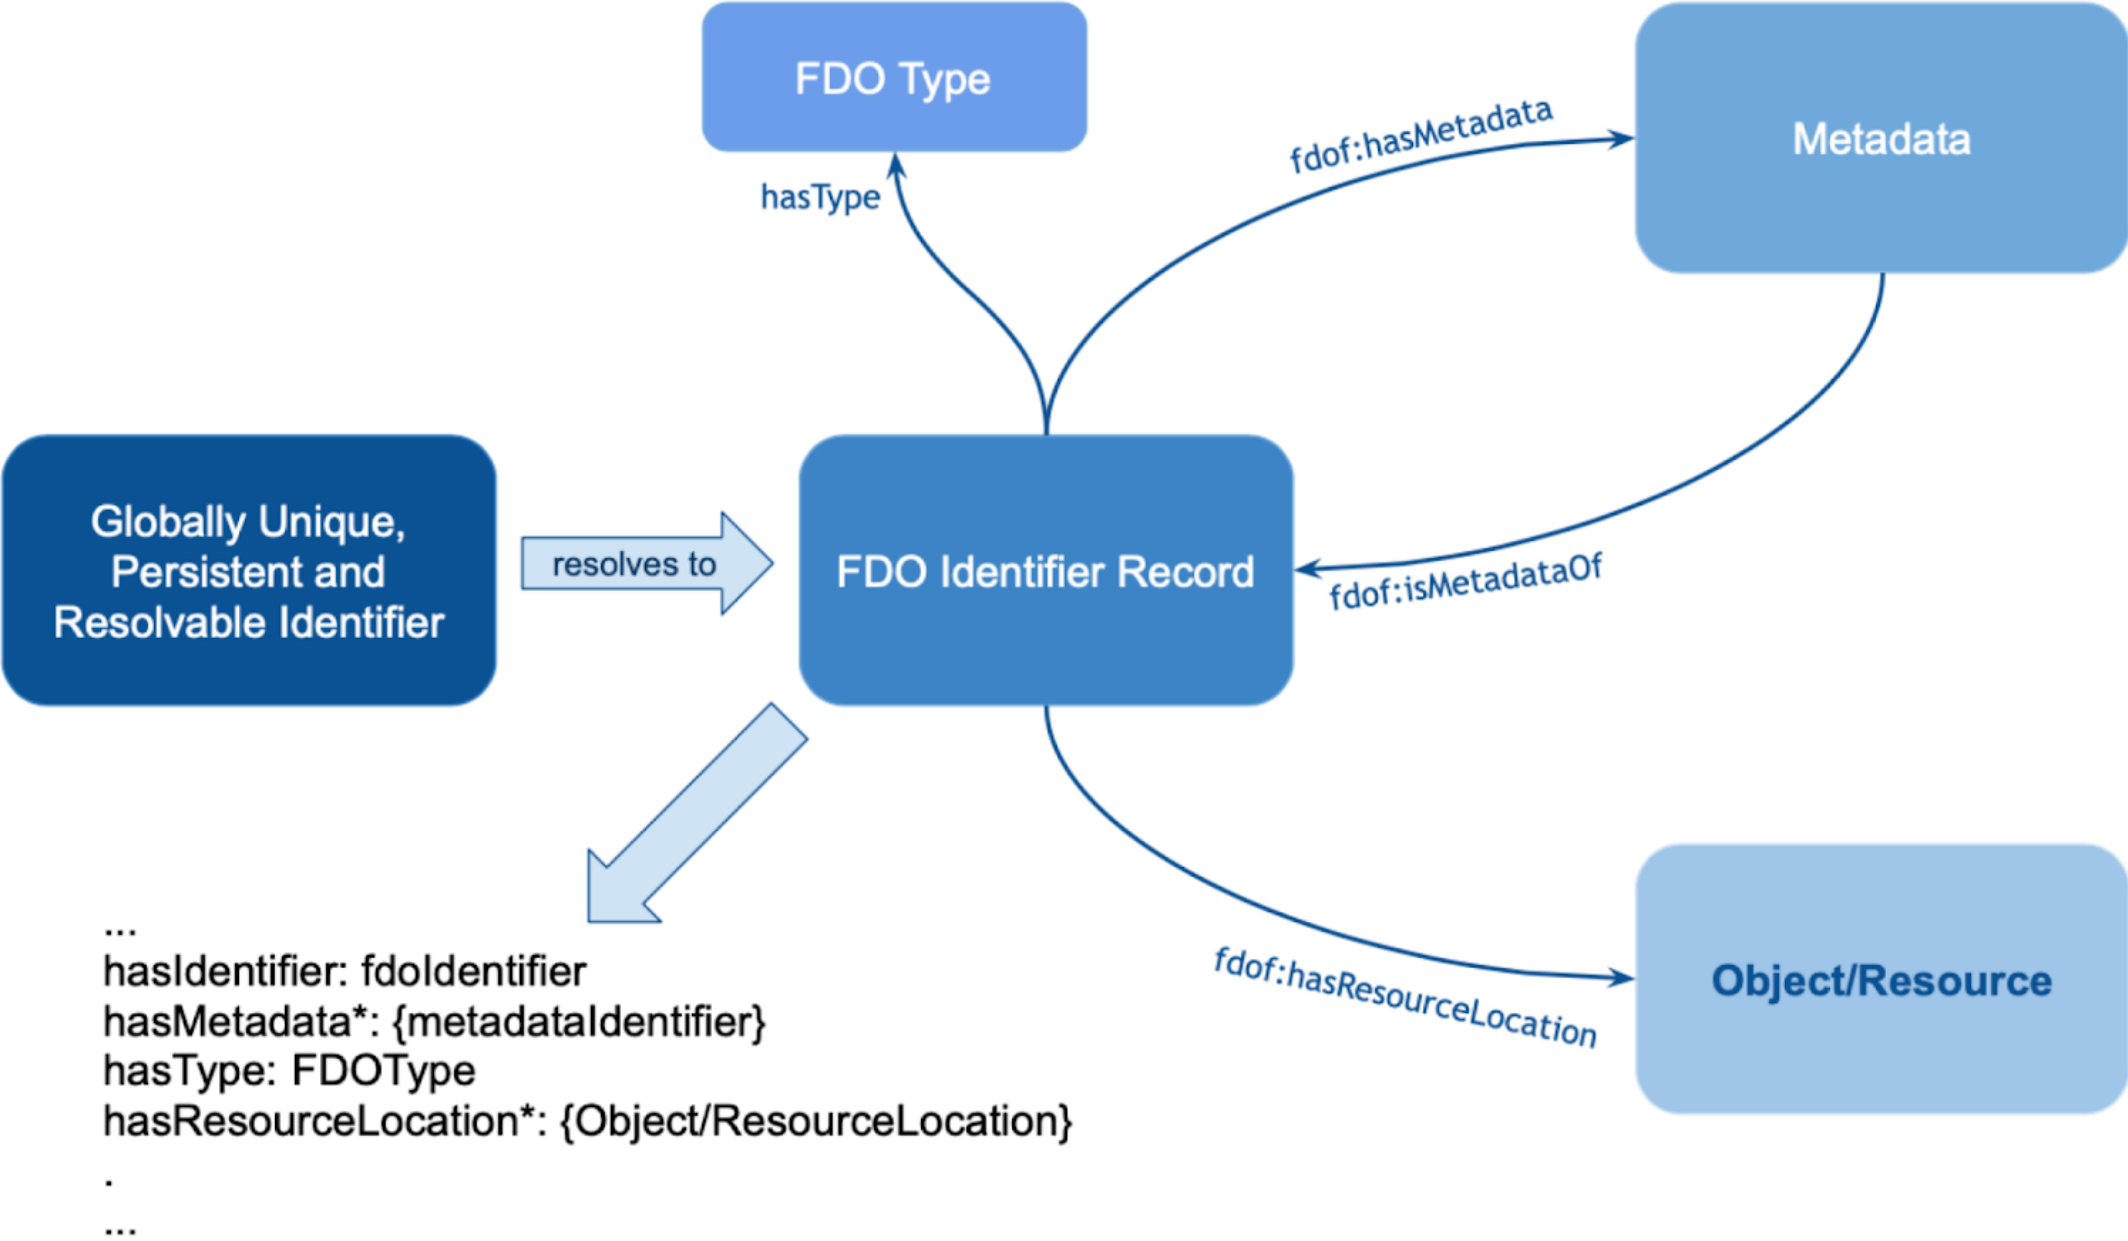 FDO Type
fdof:hasMetadata
Metadata
hasType
Globally Unique,
Persistent and
Resolvable Identifier
resolves to
FDO Identifier Record
fdof:isMetadataOf
...
hasIdentifier: fdoIdentifier
hasMetadata*: {metadataIdentifier}
hasType: FDOType
hasResourceLocation*: {Object/ResourceLocation}
.
...
fdof:hasResourceLocation
Object/Resource